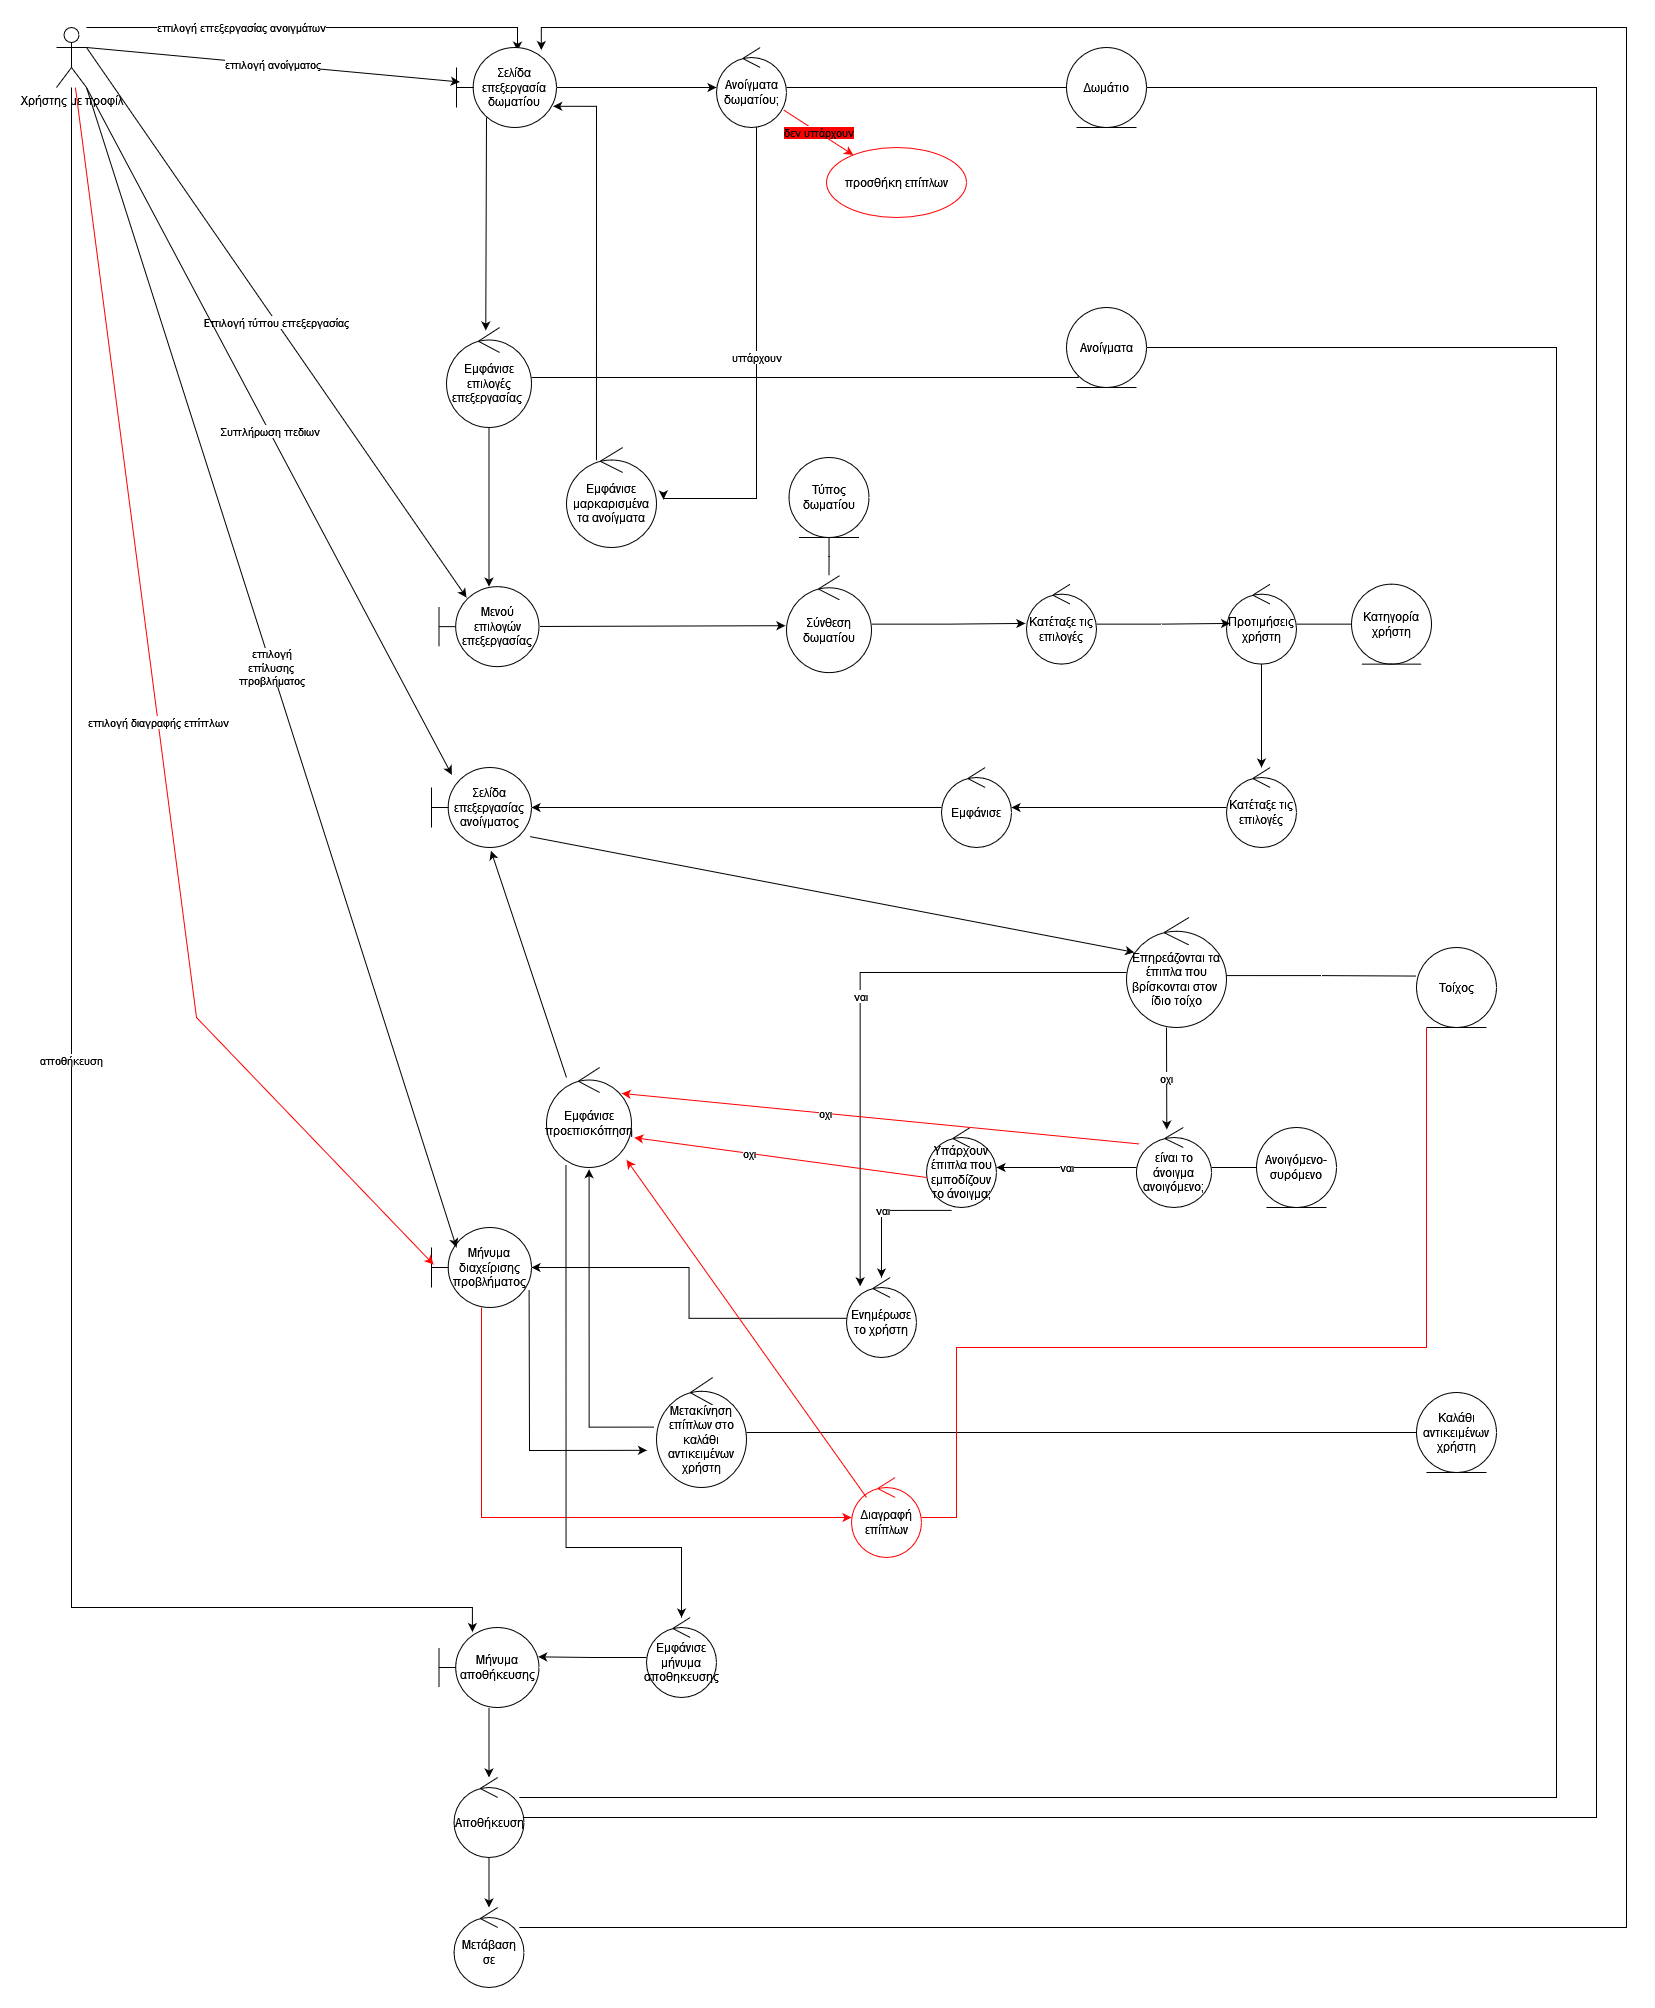 επιλογή επεξεργασίας ανοιγμάτων
επιλογή ανοίγματος
Χρήστης με προφίλ
Σελίδα
επεξεργασία
δωματίου
Ανοίγματα
δωματίου;
Δωμάτιο
δεν υπάρχουν
προσθήκη επίπλων
Επιλογή τύπου επεξεργασίας
Ανοίγματα
υπάρχουν
Εμφάνισε
επιλογές
επεξεργασίας
Συπλήρωση πεδιων
Εμφάνισε
μαρκαρισμένα
τα ανοίγματα
Τύπος
δωματίου
Μενού
επιλογών
επεξεργασίας
Σύνθεση
δωματίου
Κατέταξε τις
επιλογές
Προτιμήσεις
χρήστη
Κατηγορία
χρήστη
επιλογή
επίλυσης
προβλήματος
επιλογή διαγραφής επίπλων
Σελίδα
επεξεργασίας
ανοίγματος
Εμφάνισε
Κατέταξε τις
επιλογές
Επηρεάζονται τα
έπιπλα που
βρίσκονται στον
ίδιο τοίχο
Τοίχος
ναι
αποθήκευση
οχι
Εμφάνισε
προεπισκόπηση
οχι
οχι
Υπάρχουν
έπιπλα που
εμποδίζουν
το άνοιγμα;
ναι
είναι το
άνοιγμα
ανοιγόμενο;
Ανοιγόμενο-
συρόμενο
ναι
Μήνυμα
διαχείρισης
προβλήματος
Ενημέρωσε
το χρήστη
Μετακίνηση
επίπλων στο
καλάθι
αντικειμένων
χρήστη
Καλάθι
αντικειμένων
χρήστη
Διαγραφή
επίπλων
Μήνυμα
αποθήκευσης
Εμφάνισε
μήνυμα
αποθηκευσης
Αποθήκευση
Μετάβαση
σε